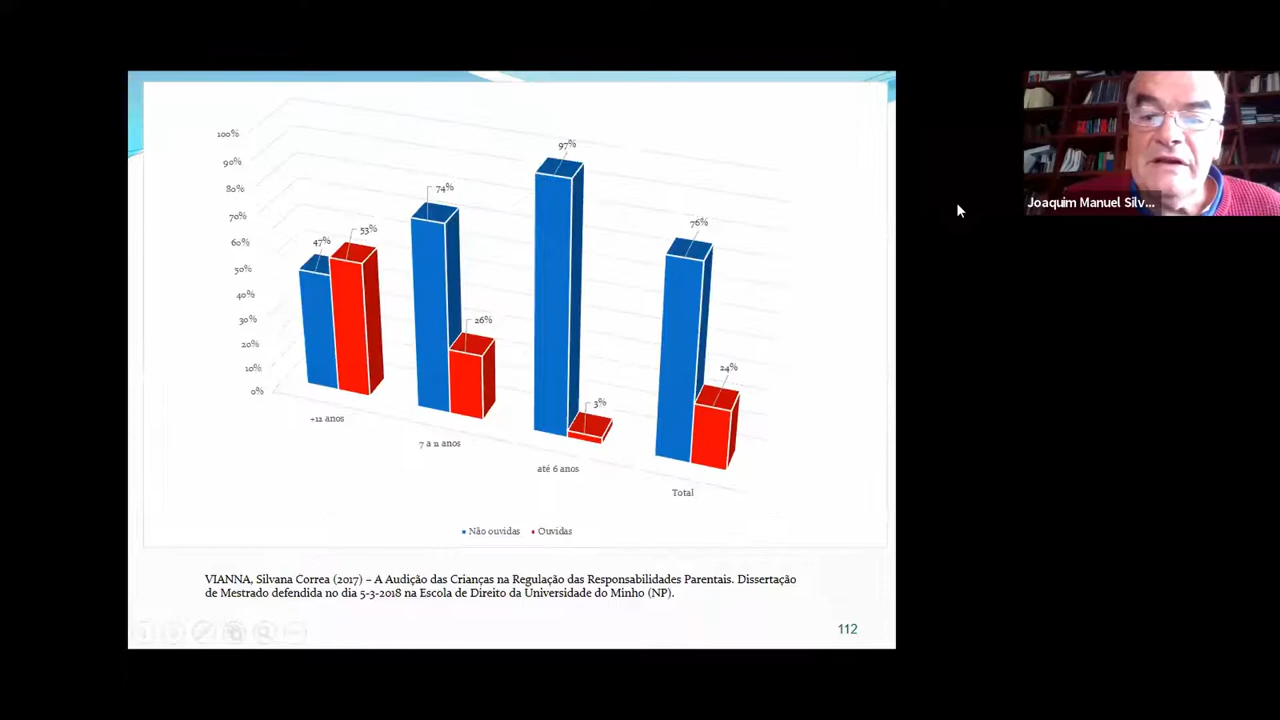 100%
90%
80%
70%
60%
50%
40%
30%
20%
10%
0%
47%
53%
74%
26%
97%
3%
76%
24%
+12 anos
7 a 11 anos
até 6 anos
Total
Não ouvidas
Ouvidas
VIANNA, Silvana Correa (2017) – A Audição das Crianças na Regulação das Responsabilidades Parentais. Dissertação
de Mestrado defendida no dia 5-3-2018 na Escola de Direito da Universidade do Minho (NP).
112
Joaquim Manuel Silv...